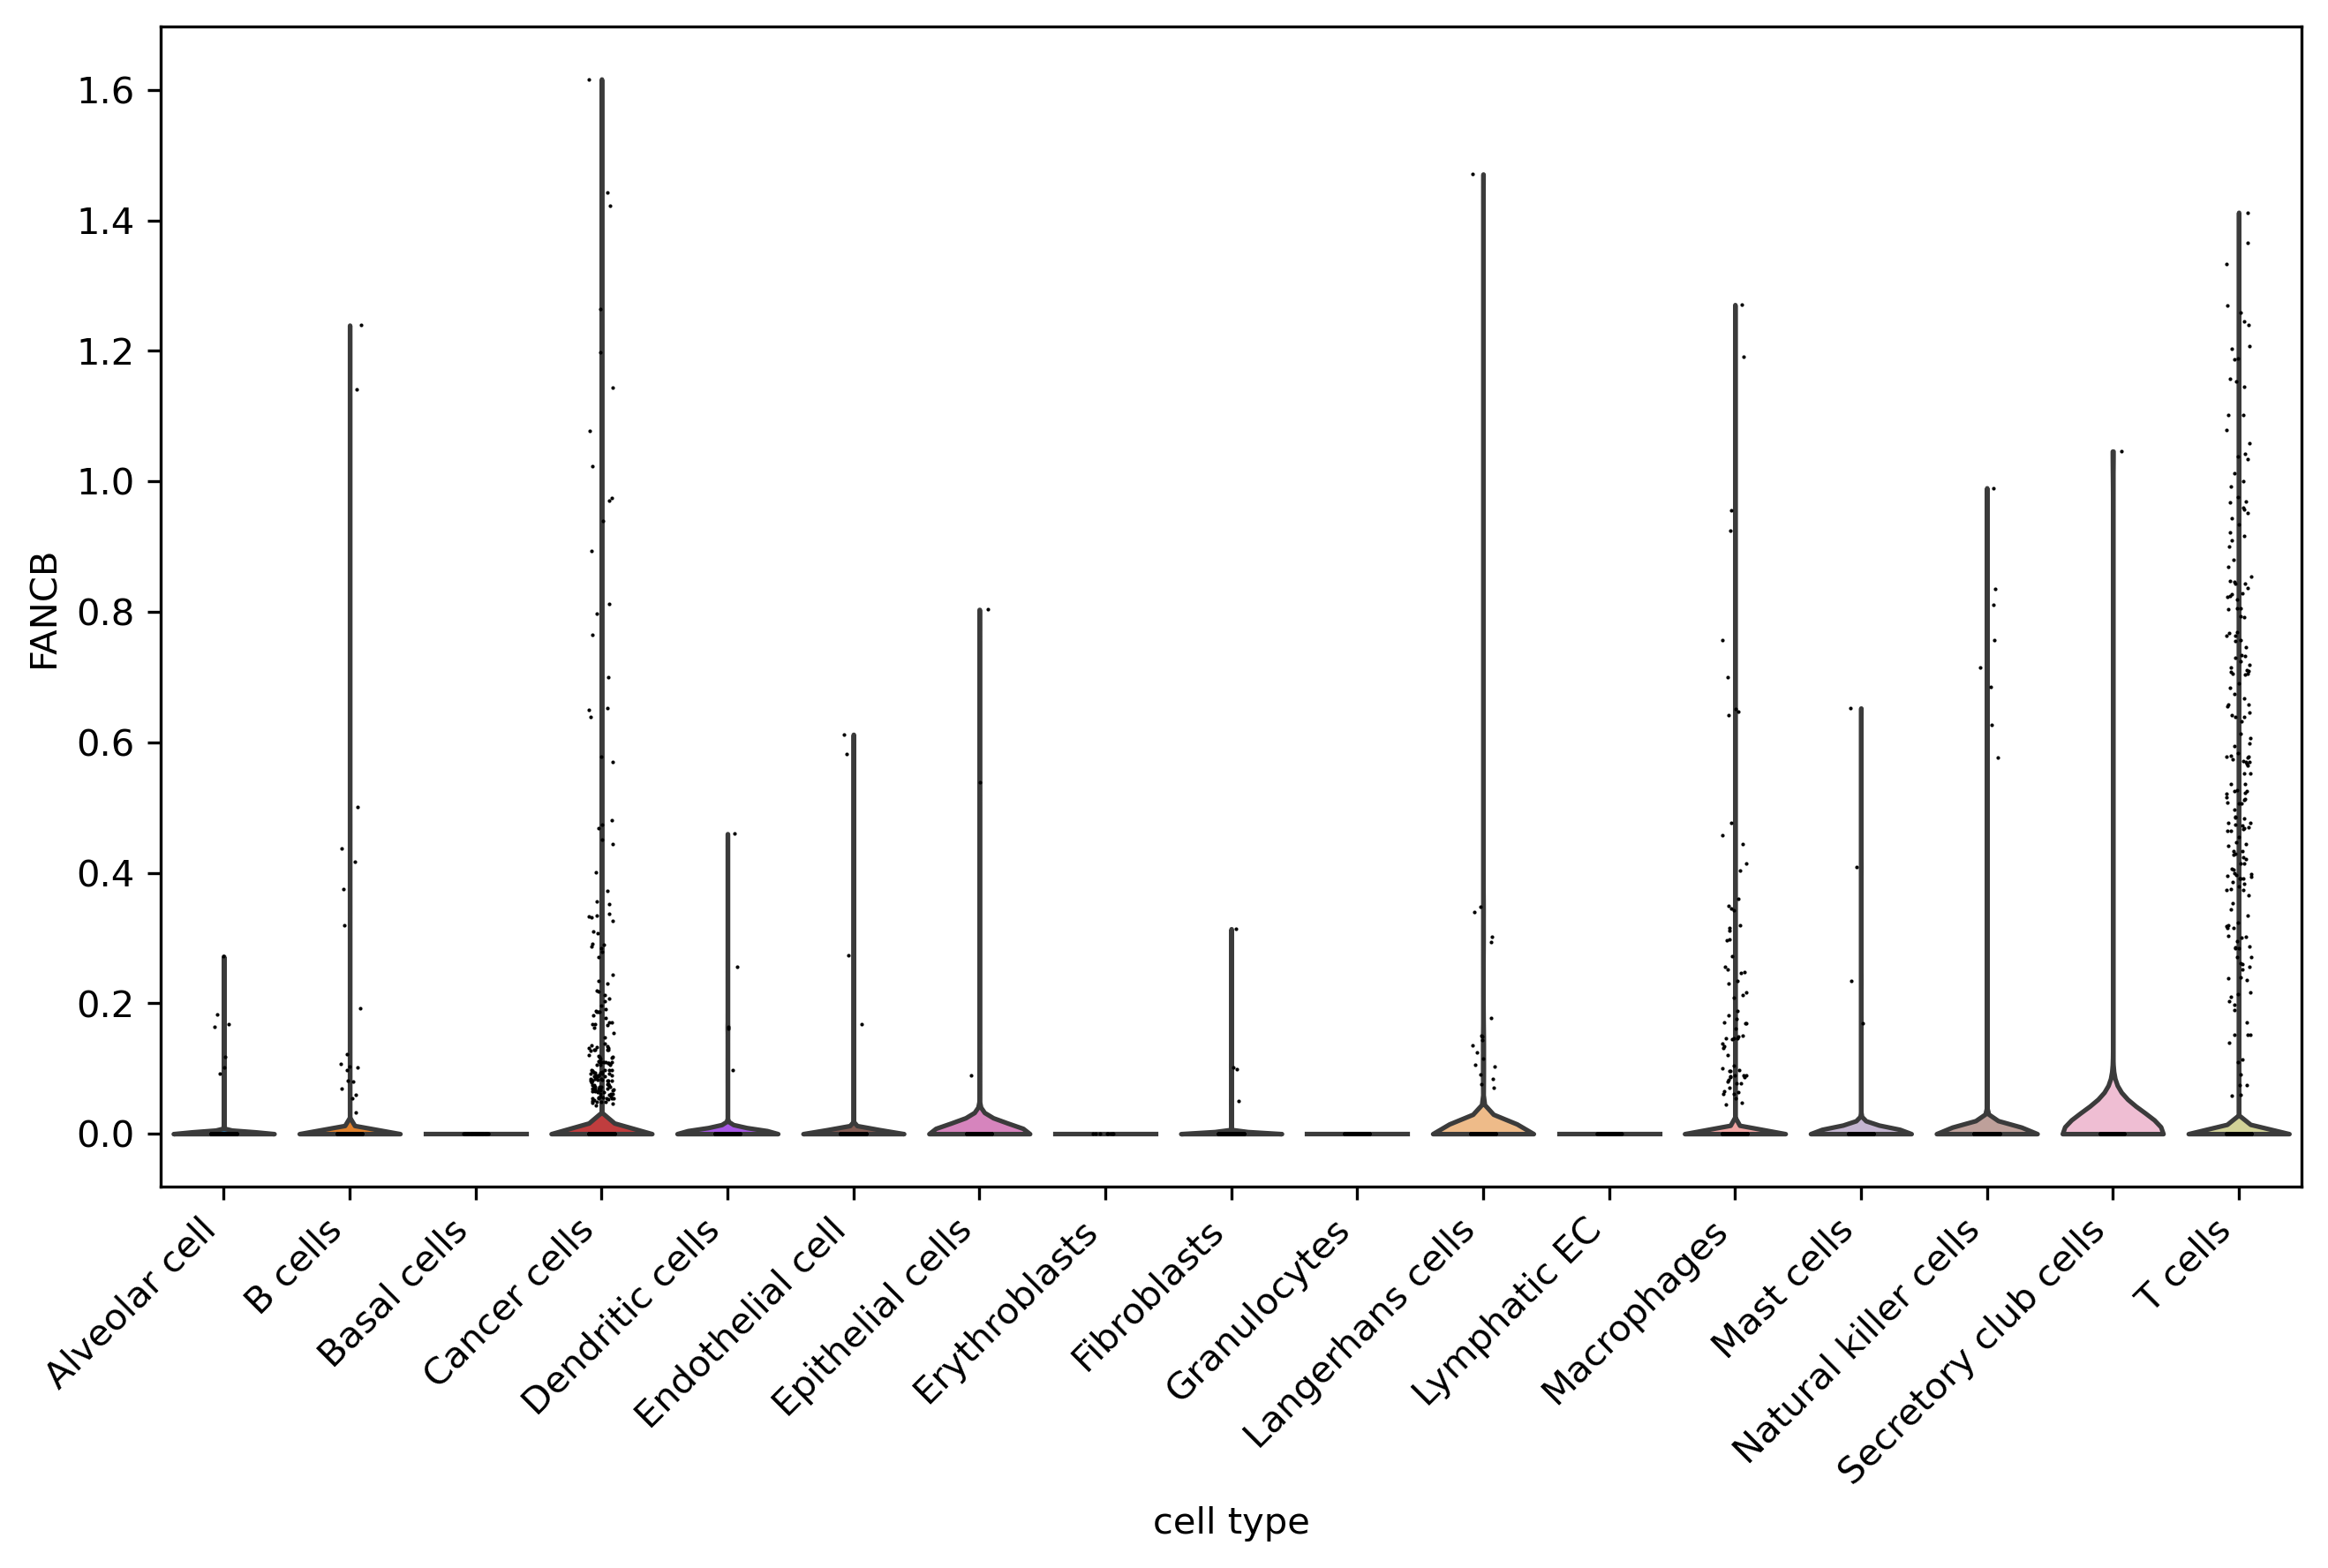 1.6
1.4
1.2
1.0
0.8
0.6
0.4
0.2
0.0
FANCB
Alveolar cell
B cells
Basal cells
Cancer cells
Dendritic cells
Endothelial cell
Epithelial cells
Erythroblasts
Fibroblasts
Granulocytes
Langerhans cells
Lymphatic EC
Macrophages
Mast cells
Natural killer cells
Secretory club cells
T cells
cell type